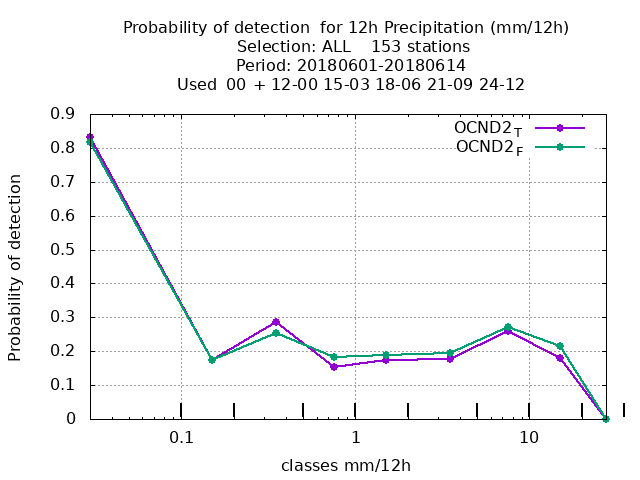 Probability of detection  for 12h Precipitation (mm/12h)
Selection: ALL    153 stations
Period: 20180601-20180614
Used  00 + 12-00 15-03 18-06 21-09 24-12
OCND2T
OCND2F
Probability of detection
0.9
0.8
0.7
0.6
0.5
0.4
0.3
0.2
0.1
0
0.1
1
10
classes mm/12h